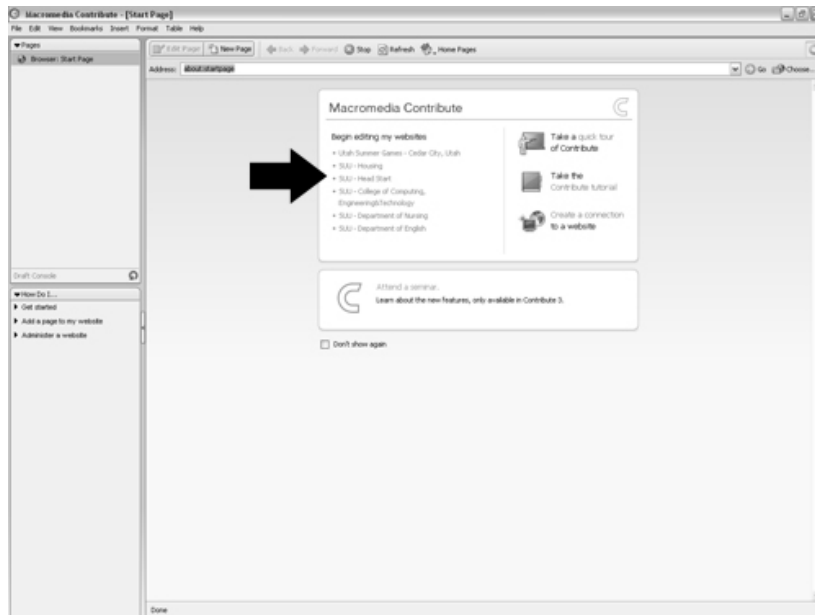 Macromedia Contribute - [Start Page]
File Edit View Bookmarks Insert Format Table Help
Pages
Browser: Start Page
Edit Page New Page Back Forward Stop Refresh Home Pages
Address: about:startpage Go Choose...
Macromedia Contribute
Begin editing my websites
• Utah Summer Games - Cedar City, Utah
• SUU - Housing
• SUU - Head Start
• SUU - College of Computing,
Engineering&Technology
• SUU - Department of Nursing
• SUU - Department of English
Take a quick tour
of Contribute
Take the
Contribute tutorial
Create a connection
to a website
Attend a seminar.
Learn about the new features, only available in Contribute 3.
Don't show again
Draft Console
How Do I...
Get started
Add a page to my website
Administer a website
Done